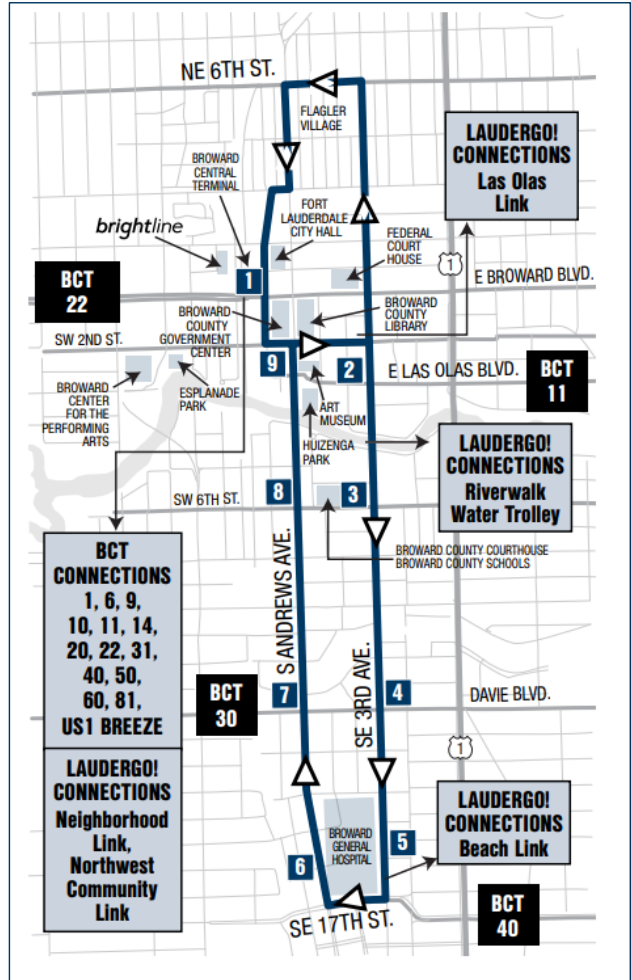 NE 6TH ST.
FLAGLER
VILLAGE
BROWARD
CENTRAL
TERMINAL
LAUDERGO!
CONNECTIONS
Las Olas
Link
brightline
FORT
LAUDERDALE
CITY HALL
FEDERAL
COURT
HOUSE
1
1
E BROWARD BLVD.
BCT
22
BROWARD
COUNTY
GOVERNMENT
CENTER
BROWARD
COUNTY
LIBRARY
SW 2ND ST.
9
2
E LAS OLAS BLVD.
BCT
11
BROWARD
CENTER
FOR THE
PERFORMING
ARTS
ESPLANADE
PARK
ART
MUSEUM
HUIZENGA
PARK
LAUDERGO!
CONNECTIONS
Riverwalk
Water Trolley
8
3
SW 6TH ST.
BROWARD COUNTY COURTHOUSE
BROWARD COUNTY SCHOOLS
BCT
CONNECTIONS
1, 6, 9,
10, 11, 14,
20, 22, 31,
40, 50,
60, 81,
US1 BREEZE
S ANDREWS AVE.
SE 3RD AVE.
7
4
BCT
30
DAVIE BLVD.
1
LAUDERGO!
CONNECTIONS
Neighborhood
Link,
Northwest
Community
Link
BROWARD
GENERAL
HOSPITAL
6
5
LAUDERGO!
CONNECTIONS
Beach Link
SE 17TH ST.
BCT
40